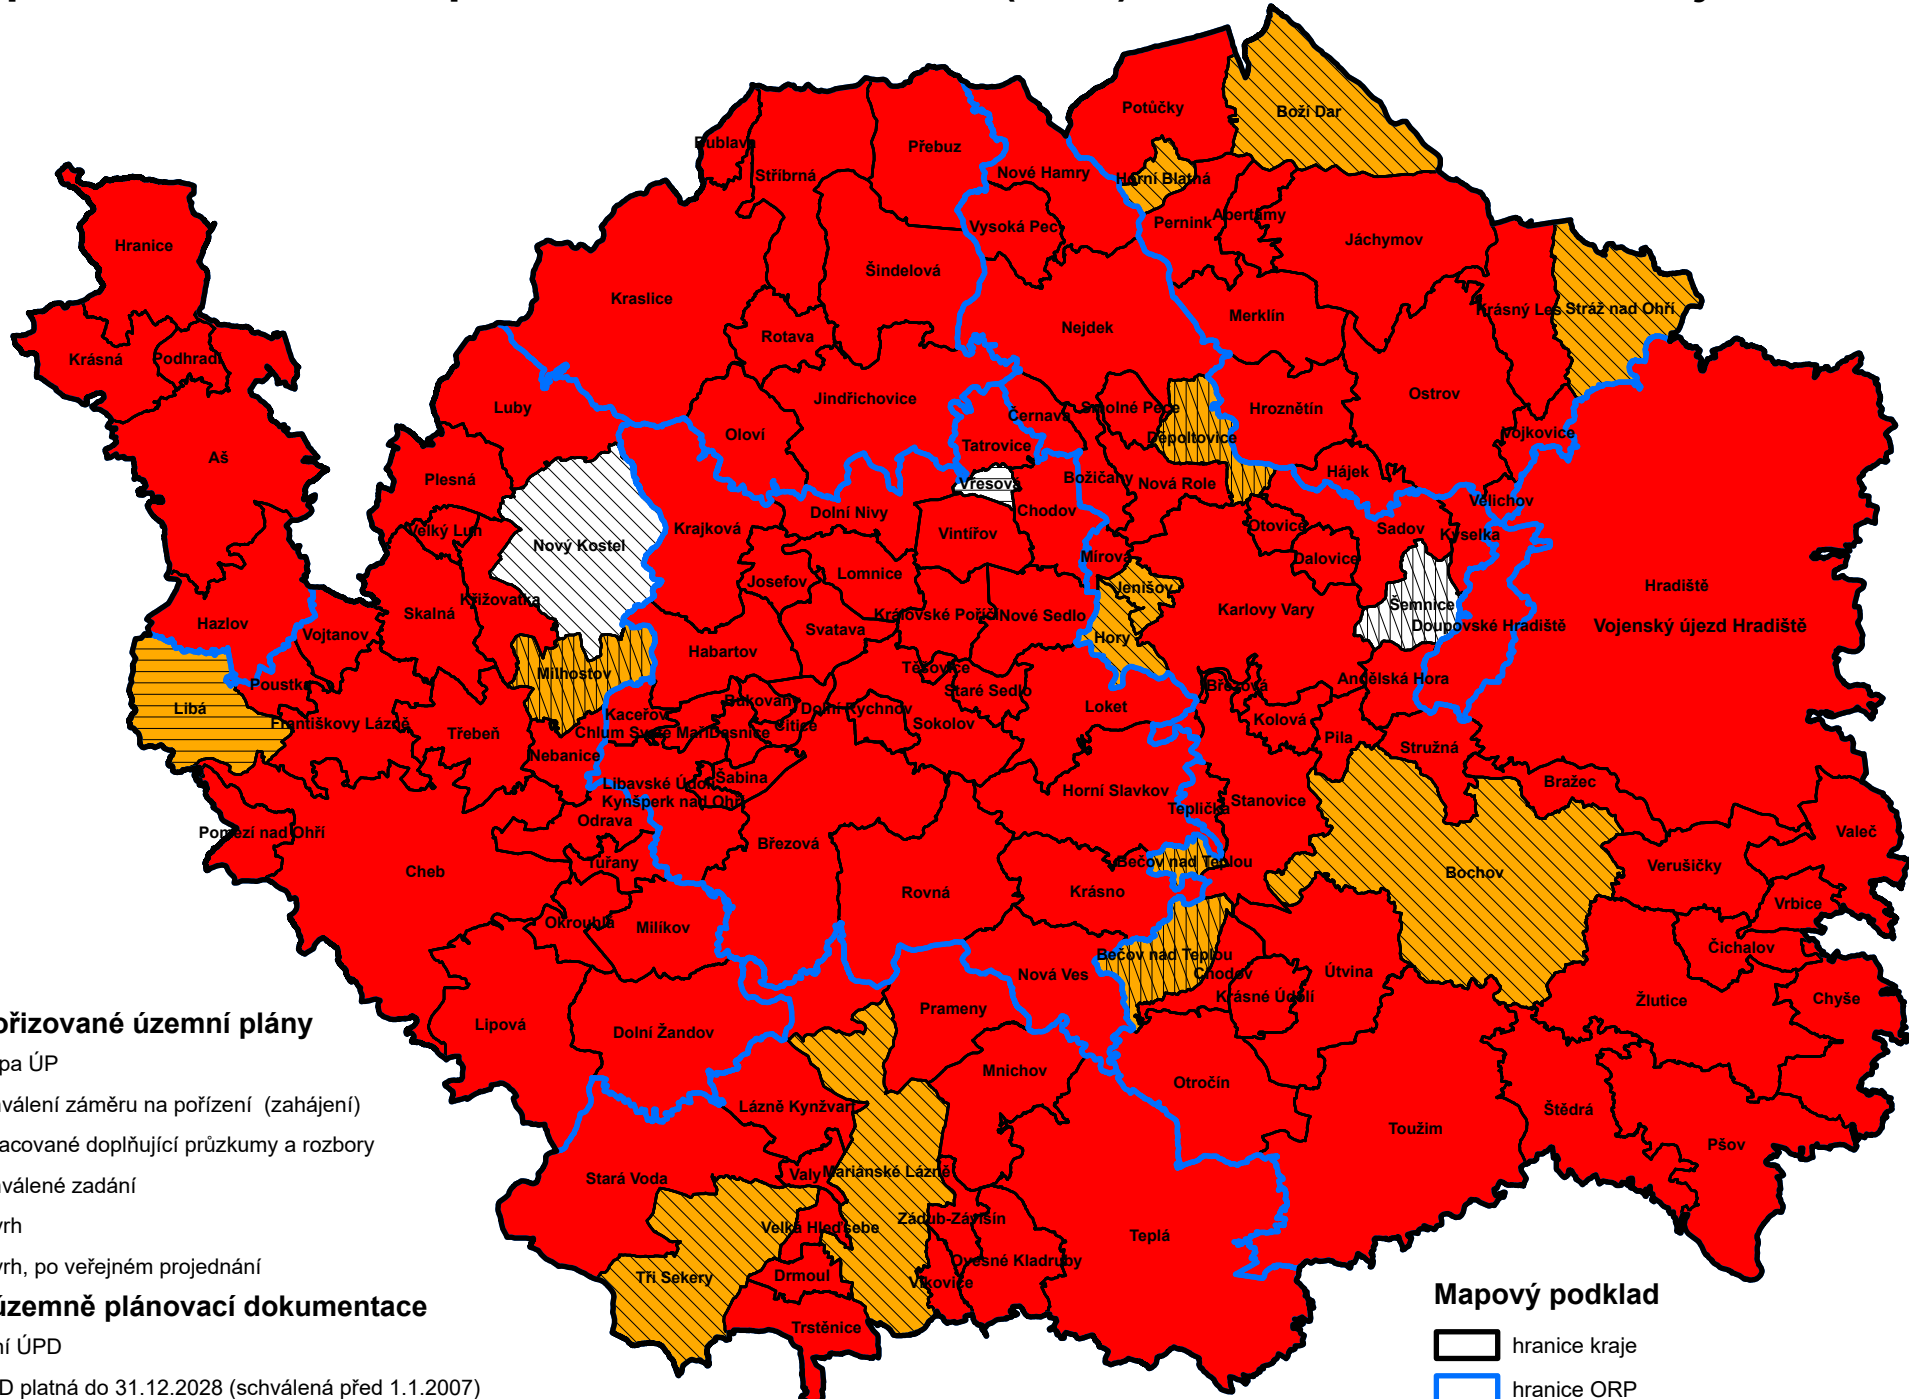 Potůčky
Boží Dar
Bublava
Přebuz
Stříbrná
Nové Hamry
Horní Blatná
Abertamy
Pernink
Vysoká Pec
Hranice
Jáchymov
Šindelová
Kraslice
Krásný Les
Stráž nad Ohří
Merklín
Nejdek
Rotava
Krásná
Podhradí
Ostrov
Jindřichovice
Luby
Smolné Pece
Hroznětín
Černava
Oloví
Vojkovice
Děpoltovice
Tatrovice
Aš
Hájek
Plesná
Božičany
Nová Role
Vřesová
Velichov
Dolní Nivy
Chodov
Otovice
Sadov
Velký Luh
Krajková
Vintířov
Kyselka
Nový Kostel
Mírová
Dalovice
Lomnice
Josefov
Jenišov
Hradiště
Křižovatka
Šemnice
Skalná
Královské Poříčí
Nové Sedlo
Karlovy Vary
Hazlov
Vojtanov
Svatava
Doupovské Hradiště
Vojenský újezd Hradiště
Hory
Habartov
Těšovice
Milhostov
Andělská Hora
Poustka
Březová
Staré Sedlo
Bukovany
Libá
Loket
Dolní Rychnov
Kaceřov
Františkovy Lázně
Kolová
Citice
Sokolov
Třebeň
Chlum Svaté Maří
Dasnice
Pila
Stružná
Nebanice
Šabina
Bražec
Libavské Údolí
Horní Slavkov
Kynšperk nad Ohří
Stanovice
Teplička
Odrava
Pomezí nad Ohří
Valeč
Březová
Tuřany
Bečov nad Teplou
Verušičky
Cheb
Bochov
Rovná
Krásno
Vrbice
Okrouhlá
Milíkov
Čichalov
Bečov nad Teplou
Nová Ves
Chodov
Útvina
Krásné Údolí
Žlutice
Chyše
Prameny
ořizované územní plány
Lipová
Dolní Žandov
pa ÚP
Mnichov
Otročín
válení záměru na pořízení (zahájení)
Lázně Kynžvart
Štědrá
Toužim
acované doplňující průzkumy a rozbory
Pšov
Valy
Mariánské Lázně
Stará Voda
válené zadání
Zádub-Závišín
Velká Hleďsebe
vrh
Teplá
Ovesné Kladruby
vrh, po veřejném projednání
Tři Sekery
Drmoul
Vlkovice
Mapový podklad
územně plánovací dokumentace
Trstěnice
ní ÚPD
hranice kraje
D platná do 31.12.2028 (schválená před 1.1.2007)
hranice ORP